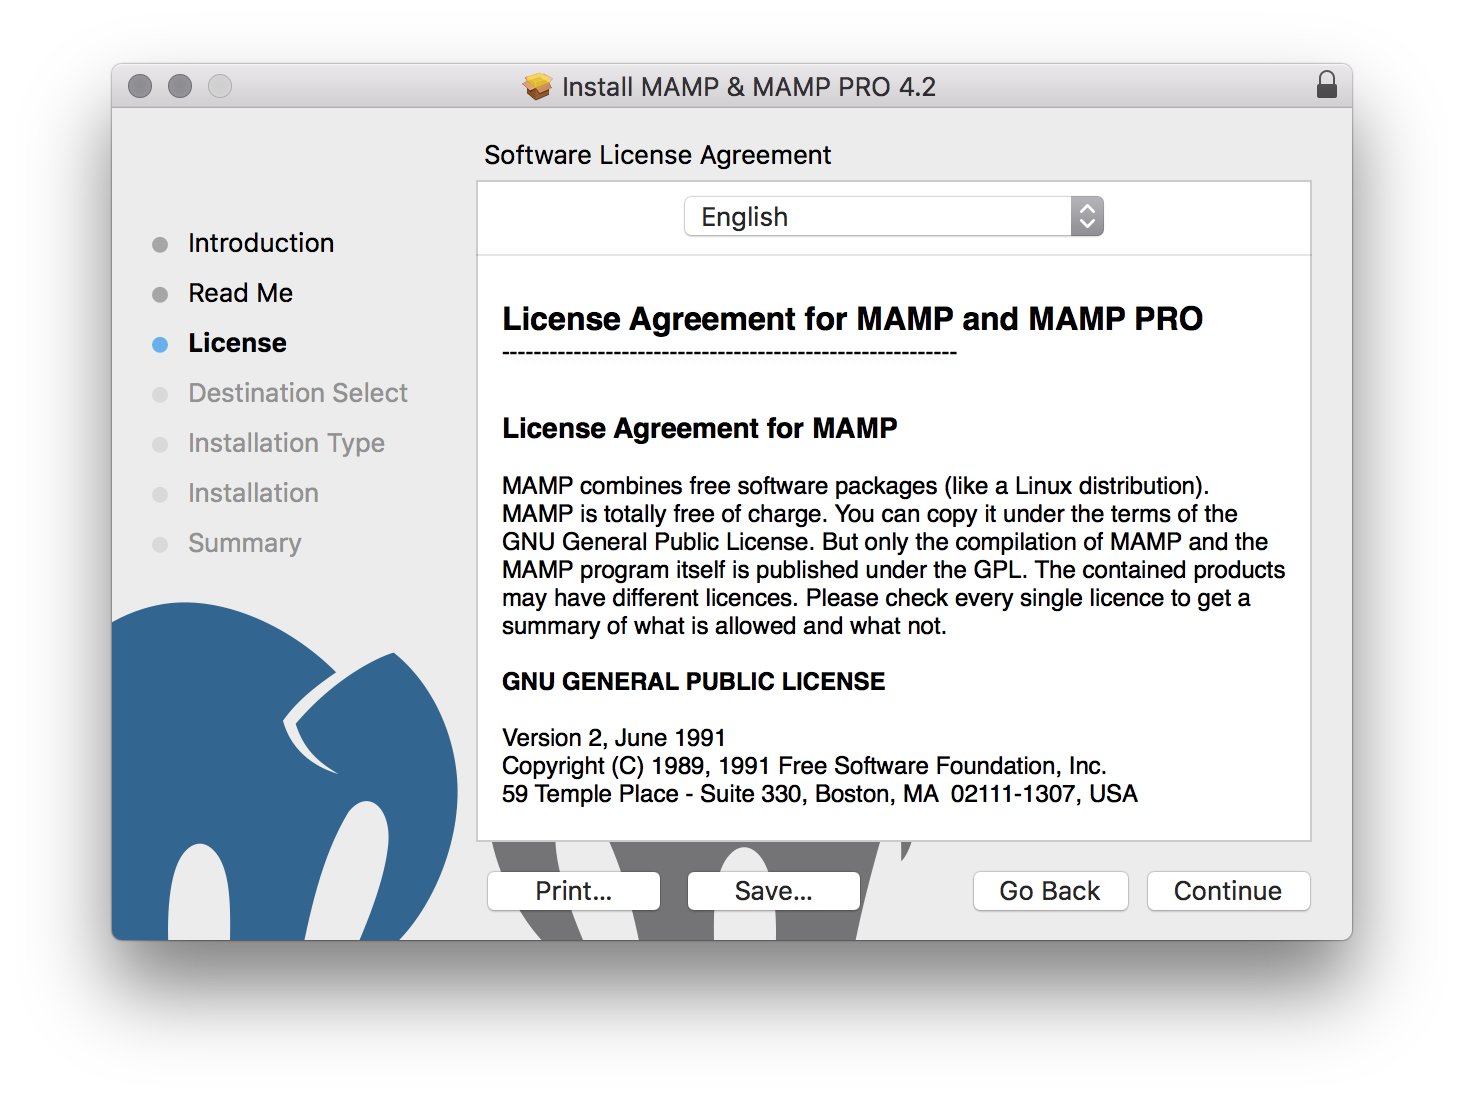 Install MAMP & MAMP PRO 4.2
Software License Agreement
English
Introduction
Read Me
License
Destination Select
Installation Type
Installation
Summary
License Agreement for MAMP and MAMP PRO
---------------------------------------------------------
License Agreement for MAMP
MAMP combines free software packages (like a Linux distribution).
MAMP is totally free of charge. You can copy it under the terms of the
GNU General Public License. But only the compilation of MAMP and the
MAMP program itself is published under the GPL. The contained products
may have different licences. Please check every single licence to get a
summary of what is allowed and what not.
GNU GENERAL PUBLIC LICENSE
Version 2, June 1991
Copyright (C) 1989, 1991 Free Software Foundation, Inc.
59 Temple Place - Suite 330, Boston, MA  02111-1307, USA
Print...
Save...
Go Back
Continue